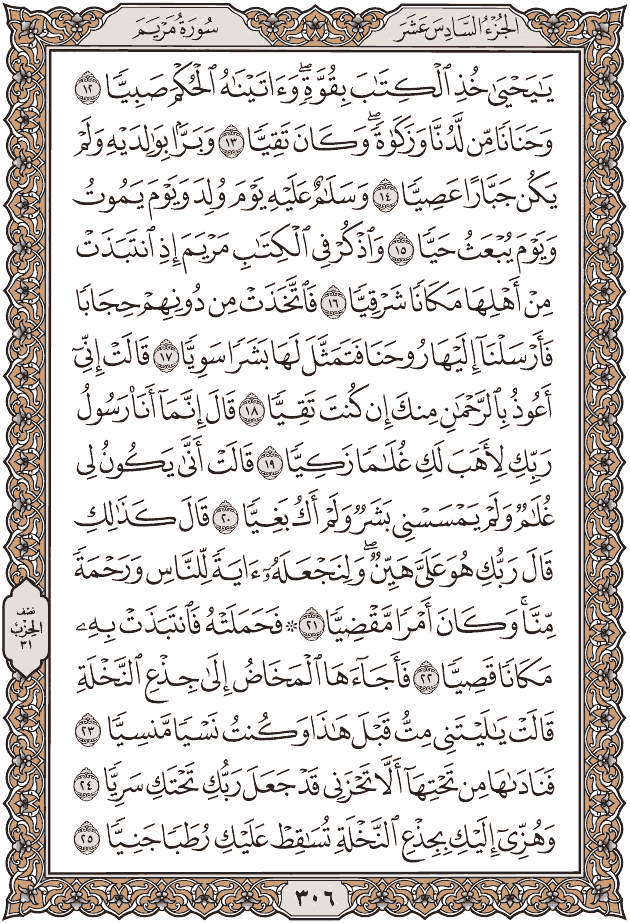 الجُزْءُ السَّادِسَ عَشَرَ
سُورَةُ مَرْيَمَ
يَٰيَحْيَىٰ خُذِ ٱلْكِتَٰبَ بِقُوَّةٍۖ وَءَاتَيْنَٰهُ ٱلْحُكْمَ صَبِيًّا ١٢
وَحَنَانًا مِّن لَّدُنَّا وَزَكَوٰةًۖ وَكَانَ تَقِيًّا ١٣ وَبَرًّۢا بِوَٰلِدَيْهِ وَلَمْ
يَكُن جَبَّارًا عَصِيًّا ١٤ وَسَلَٰمٌ عَلَيْهِ يَوْمَ وُلِدَ وَيَوْمَ يَمُوتُ
وَيَوْمَ يُبْعَثُ حَيًّا ١٥ وَٱذْكُرْ فِى ٱلْكِتَٰبِ مَرْيَمَ إِذِ ٱنتَبَذَتْ
مِنْ أَهْلِهَا مَكَانًا شَرْقِيًّا ١٦ فَٱتَّخَذَتْ مِن دُونِهِمْ حِجَابًا
فَأَرْسَلْنَآ إِلَيْهَا رُوحَنَا فَتَمَثَّلَ لَهَا بَشَرًا سَوِيًّا ١٧ قَالَتْ إِنِّىٓ
أَعُوذُ بِٱلرَّحْمَٰنِ مِنكَ إِن كُنتَ تَقِيًّا ١٨ قَالَ إِنَّمَآ أَنَا۠ رَسُولُ
رَبِّكِ لِأَهَبَ لَكِ غُلَٰمًا زَكِيًّا ١٩ قَالَتْ أَنَّىٰ يَكُونُ لِى
غُلَٰمٌ وَلَمْ يَمْسَسْنِى بَشَرٌ وَلَمْ أَكُ بَغِيًّا ٢٠ قَالَ كَذَٰلِكِ
قَالَ رَبُّكِ هُوَ عَلَىَّ هَيِّنٌۖ وَلِنَجْعَلَهُۥٓ ءَايَةً لِّلنَّاسِ وَرَحْمَةً
مِّنَّاۚ وَكَانَ أَمْرًا مَّقْضِيًّا ٢١ ۞ فَحَمَلَتْهُ فَٱنتَبَذَتْ بِهِۦ
مَكَانًا قَصِيًّا ٢٢ فَأَجَآءَهَا ٱلْمَخَاضُ إِلَىٰ جِذْعِ ٱلنَّخْلَةِ
قَالَتْ يَٰلَيْتَنِى مِتُّ قَبْلَ هَٰذَا وَكُنتُ نَسْيًا مَّنسِيًّا ٢٣
فَنَادَىٰهَا مِن تَحْتِهَآ أَلَّا تَحْزَنِى قَدْ جَعَلَ رَبُّكِ تَحْتَكِ سَرِيًّا ٢٤
وَهُزِّىٓ إِلَيْكِ بِجِذْعِ ٱلنَّخْلَةِ تُسَٰقِطْ عَلَيْكِ رُطَبًا جَنِيًّا ٢٥
نِصْف
الحِزْب
٣١
٣٠٦